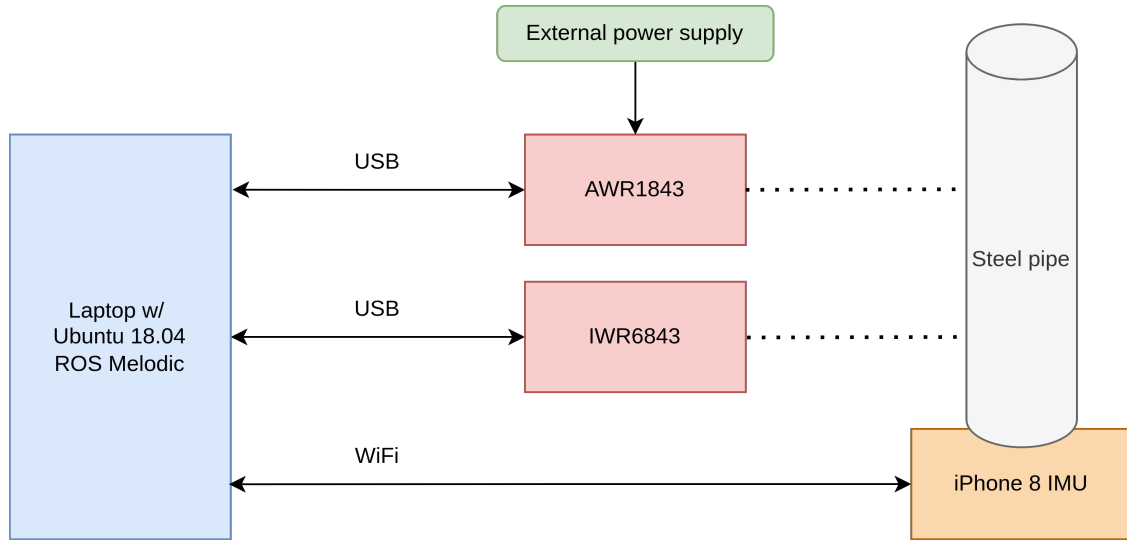 External power supply
USB
AWR1843
Steel pipe
Laptop w/
Ubuntu 18.04
ROS Melodic
USB
IWR6843
WiFi
iPhone 8 IMU